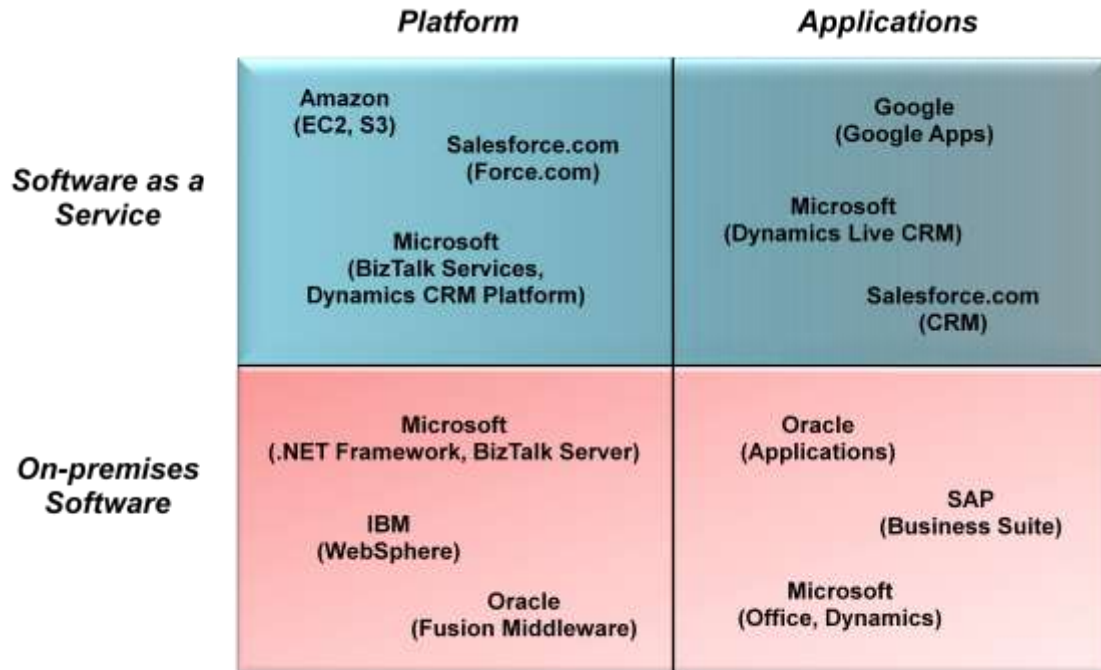 Platform
Applications
Software as a
Service
Amazon
(EC2, S3)
Salesforce.com
(Force.com)
Microsoft
(BizTalk Services,
Dynamics CRM Platform)
Google
(Google Apps)
Microsoft
(Dynamics Live CRM)
Salesforce.com
(CRM)
On-premises
Software
Microsoft
(.NET Framework, BizTalk Server)
IBM
(WebSphere)
Oracle
(Fusion Middleware)
Oracle
(Applications)
SAP
(Business Suite)
Microsoft
(Office, Dynamics)